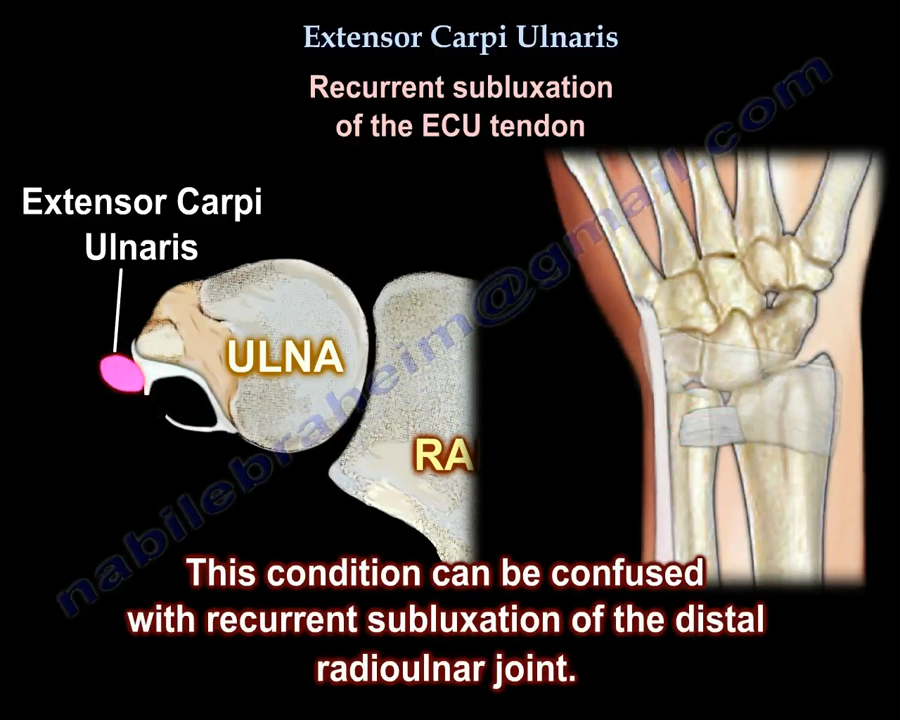 Extensor Carpi Ulnaris
Recurrent subluxation
of the ECU tendon
Extensor Carpi
Ulnaris
ULNA
RA
nabilebraheim@gmail.com
This condition can be confused
with recurrent subluxation of the distal
radioulnar joint.